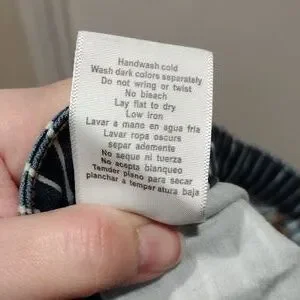 Handwash cold
Wash dark colors separately
Do not wring or twist
No bleach
Lay flat to dry
Low iron
Lavar a mano en agua fria
Lavar ropa oscurs
separ ademente
No seque ni tuerza
No acepta blanqueo
Tender plano para secar
planchar a temper atura baja